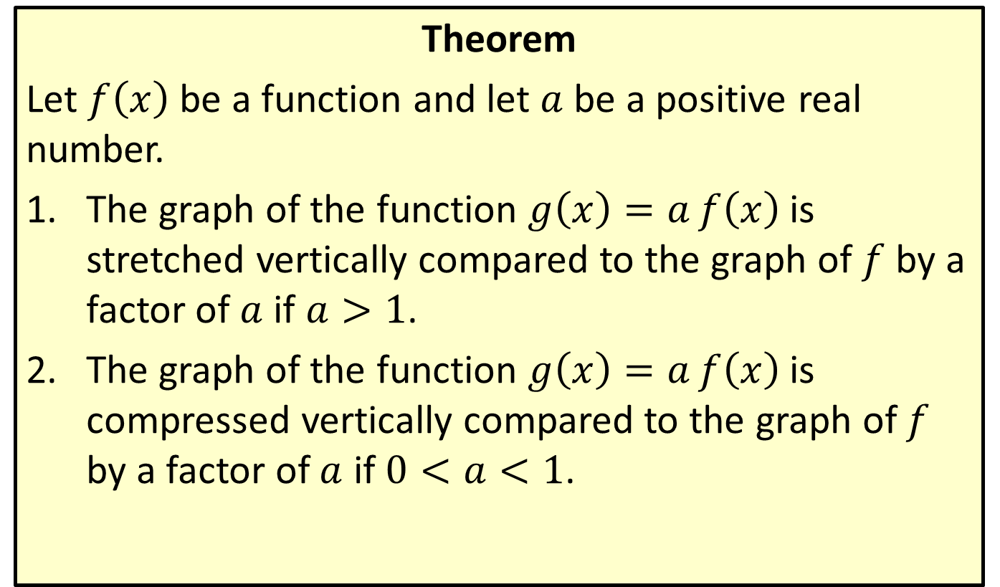 Theorem
Let f(x) be a function and let a be a positive real
number.
1. The graph of the function g(x) = a f(x) is
stretched vertically compared to the graph of f by a
factor of a if a > 1.
2. The graph of the function g(x) = a f(x) is
compressed vertically compared to the graph of f
by a factor of a if 0 < a < 1.